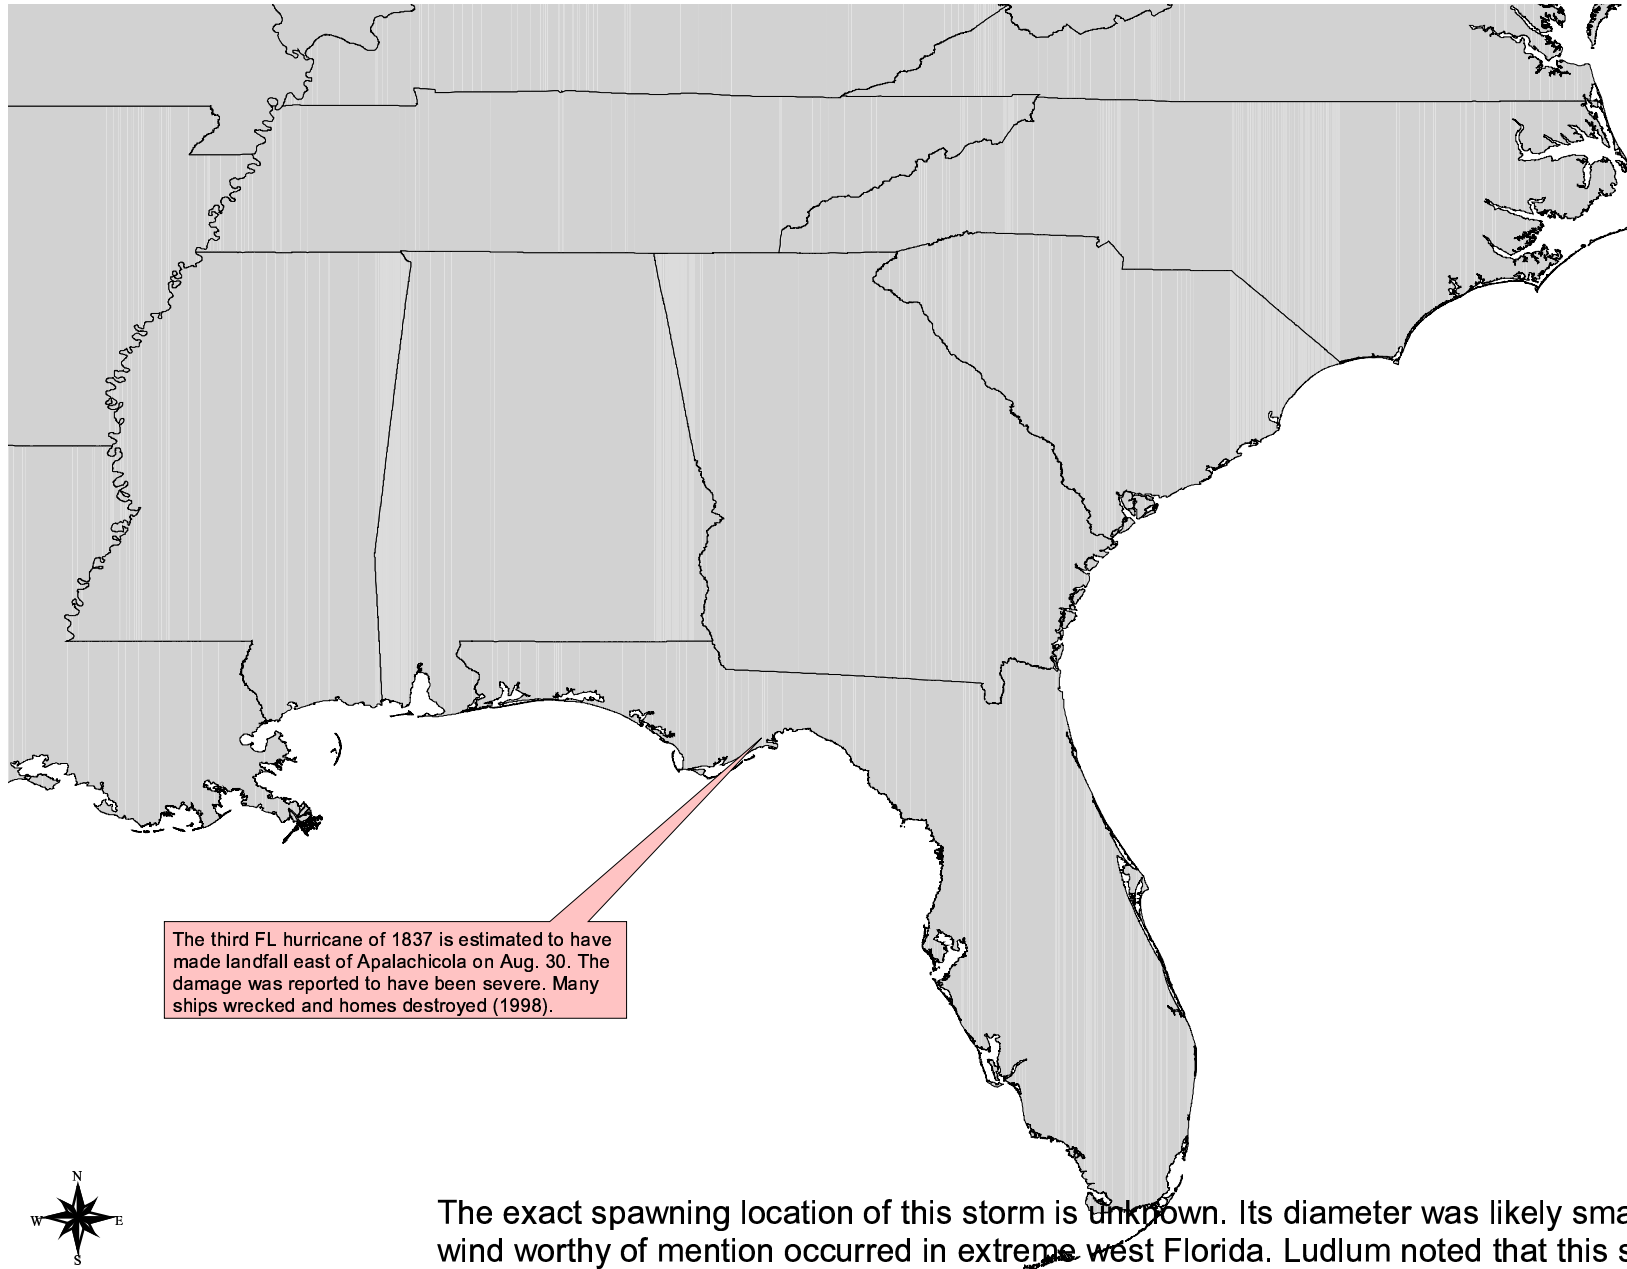 The third FL hurricane of 1837 is estimated to have
made landfall east of Apalachicola on Aug. 30. The
damage was reported to have been severe. Many
ships wrecked and homes destroyed (1998).
N
W E
S
The exact spawning location of this storm is unknown. Its diameter was likely sma
wind worthy of mention occurred in extreme west Florida. Ludlum noted that this s